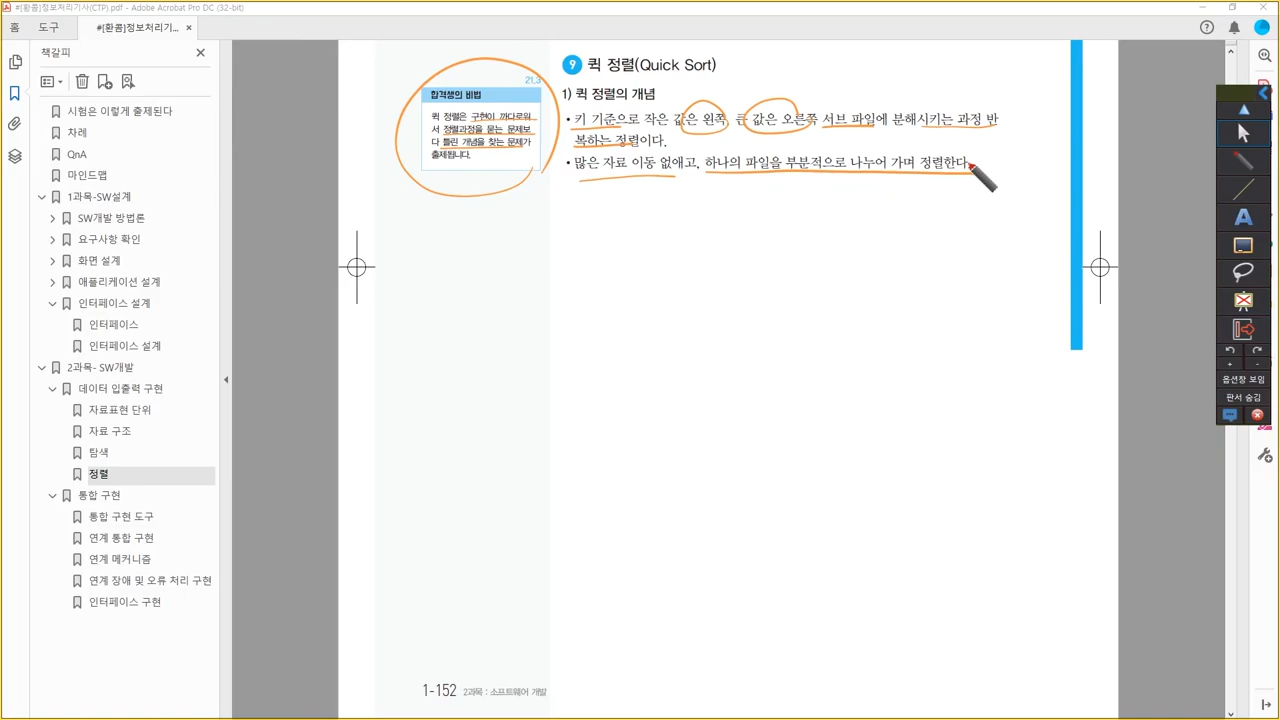 #[환콤]정보처리기사(CTP).pdf - Adobe Acrobat Pro DC (32-bit)
홈 도구 #[환콤]정보처리기... ×
책갈피
시험은 이렇게 출제된다
차례
QnA
마인드맵
1과목-SW설계
SW개발 방법론
요구사항 확인
화면 설계
애플리케이션 설계
인터페이스 설계
인터페이스
인터페이스 설계
2과목- SW개발
데이터 입출력 구현
자료표현 단위
자료 구조
탐색
정렬
통합 구현
통합 구현 도구
연계 통합 구현
연계 메커니즘
연계 장애 및 오류 처리 구현
인터페이스 구현
21.3
합격생의 비법
퀵 정렬은 구현이 까다로워
서 정렬과정을 묻는 문제보
다 틀린 개념을 찾는 문제가
출제됩니다.
9 퀵 정렬(Quick Sort)
1) 퀵 정렬의 개념
• 키 기준으로 작은 값은 왼쪽, 큰 값은 오른쪽 서브 파일에 분해시키는 과정 반
복하는 정렬이다.
• 많은 자료 이동 없애고, 하나의 파일을 부분적으로 나누어 가며 정렬한다.
1-152 2과목 : 소프트웨어 개발
A
+ -
옵션창 보임
판서 숨김